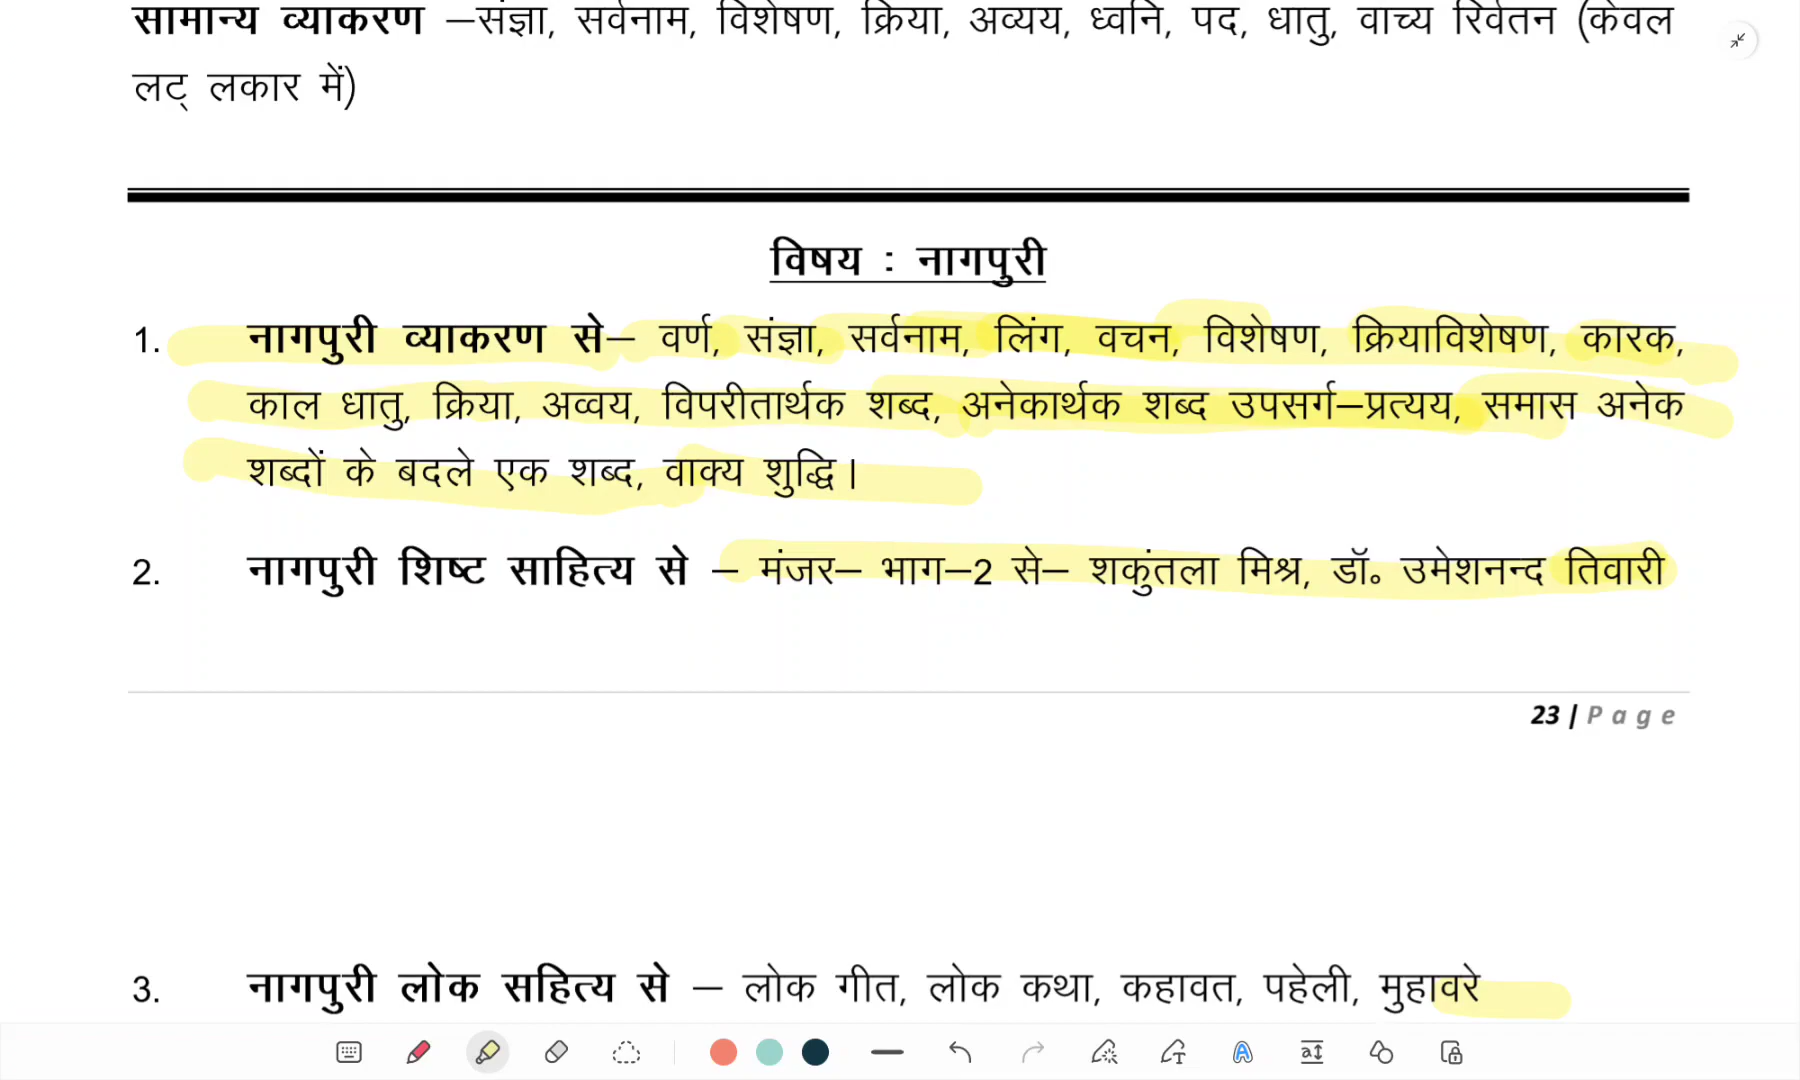 सामान्य व्याकरण –संज्ञा, सर्वनाम, विशेषण, क्रिया, अव्यय, ध्वनि, पद, धातु, वाच्य रिवेतन (केवल
लट् लकार में)
विषय : नागपुरी
1. नागपुरी व्याकरण से– वर्ण, संज्ञा, सर्वनाम, लिंग, वचन, विशेषण, क्रियाविशेषण, कारक,
काल धातु, क्रिया, अव्वय, विपरीतार्थक शब्द, अनेकार्थक शब्द उपसर्ग–प्रत्यय, समास अनेक
शब्दों के बदले एक शब्द, वाक्य शुद्धि।
2. नागपुरी शिष्ट साहित्य से – मंजर– भाग–2 से– शकुंतला मिश्र, डॉ॰ उमेशनन्द तिवारी
23 | Page
3. नागपुरी लोक सहित्य से – लोक गीत, लोक कथा, कहावत, पहेली, मुहावरे